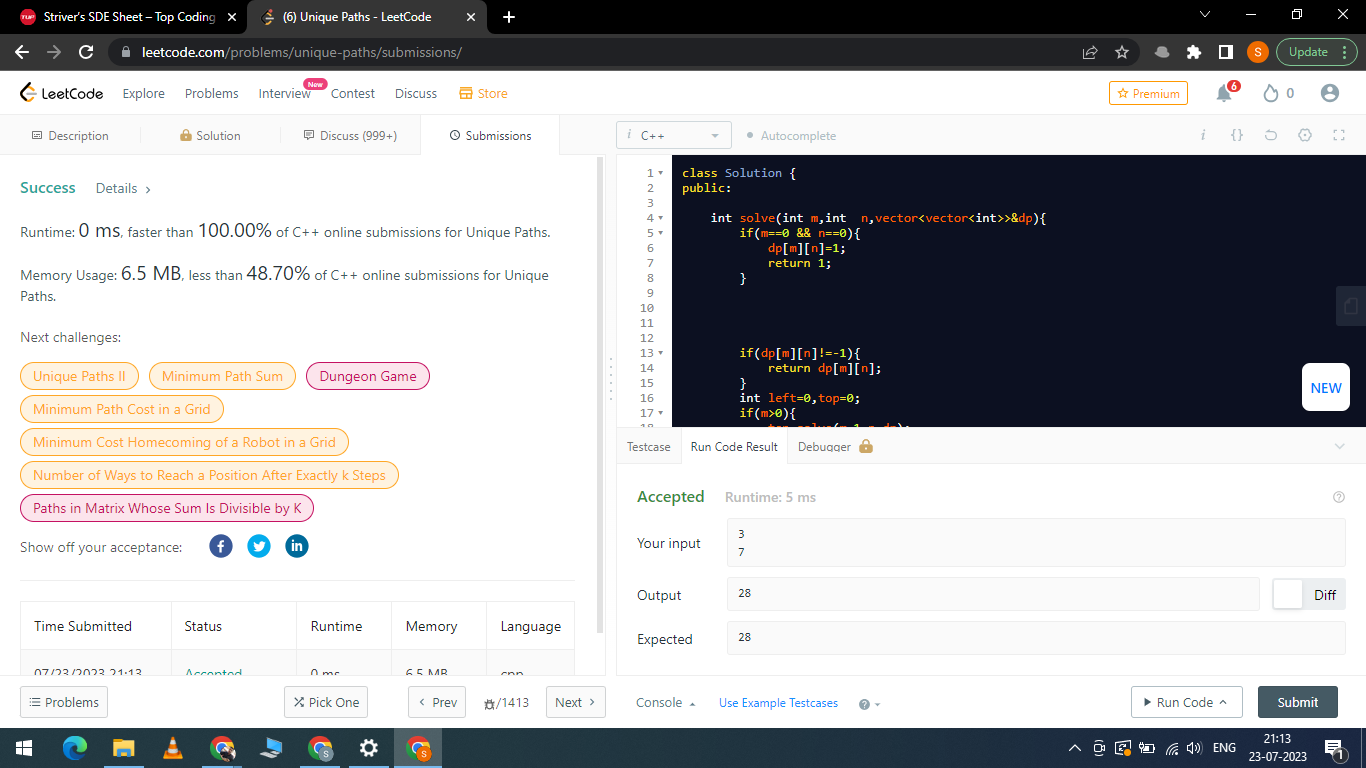 Striver's SDE Sheet – Top Coding
(6) Unique Paths - LeetCode
leetcode.com/problems/unique-paths/submissions/
S
Update
LeetCode
Explore
Problems
Interview
New
Contest
Discuss
Store
Premium
6
0
Description
Solution
Discuss (999+)
Submissions
i C++
Autocomplete
i {}
Success
Details
Runtime: 0 ms, faster than 100.00% of C++ online submissions for Unique Paths.
Memory Usage: 6.5 MB, less than 48.70% of C++ online submissions for Unique
Paths.
Next challenges:
Unique Paths II
Minimum Path Sum
Dungeon Game
Minimum Path Cost in a Grid
Minimum Cost Homecoming of a Robot in a Grid
Number of Ways to Reach a Position After Exactly k Steps
Paths in Matrix Whose Sum Is Divisible by K
Show off your acceptance:
Time Submitted Status Runtime Memory Language
07/23/2023 21:13 Accepted 0 ms 6.5 MB cpp
1 class Solution {
2 public:
3
4 int solve(int m,int  n,vector<vector<int>>&dp){
5 if(m==0 && n==0){
6 dp[m][n]=1;
7 return 1;
8 }
9
10
11
12
13 if(dp[m][n]!=-1){
14 return dp[m][n];
15 }
16 int left=0,top=0;
17 if(m>0){
18 top=solve(m-1,n,dp);
NEW
Testcase
Run Code Result
Debugger
Accepted
Runtime: 5 ms
Your input
3
7
Output
28
Diff
Expected
28
Problems
Pick One
Prev
/1413
Next
Console
Use Example Testcases
Run Code
Submit
S
S
ENG
21:13
23-07-2023
1